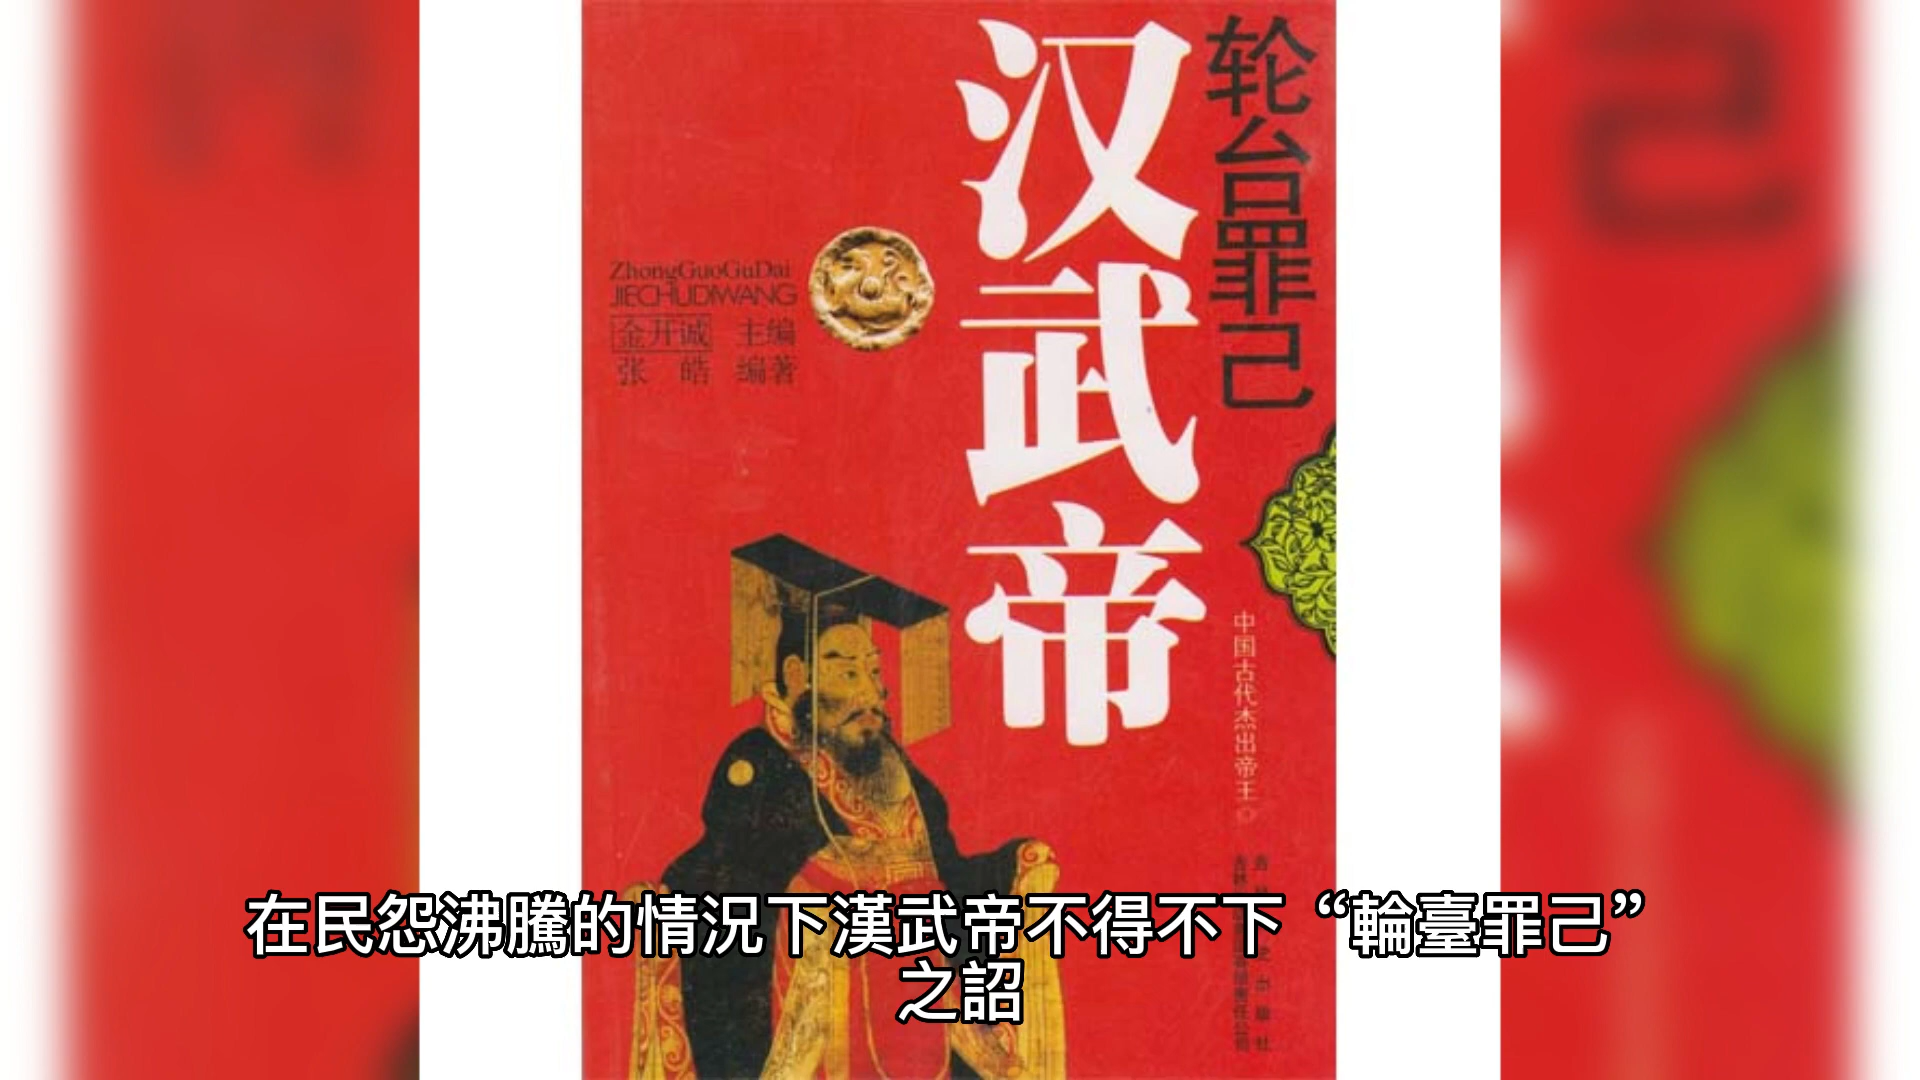 轮台罪己
汉武帝
ZhongGuoGuDai
JIECHUDIWANG
金开诚 主编
张 皓 编著
中国古代杰出帝王
在民怨沸騰的情況下漢武帝不得不下“輪臺罪己”
之詔